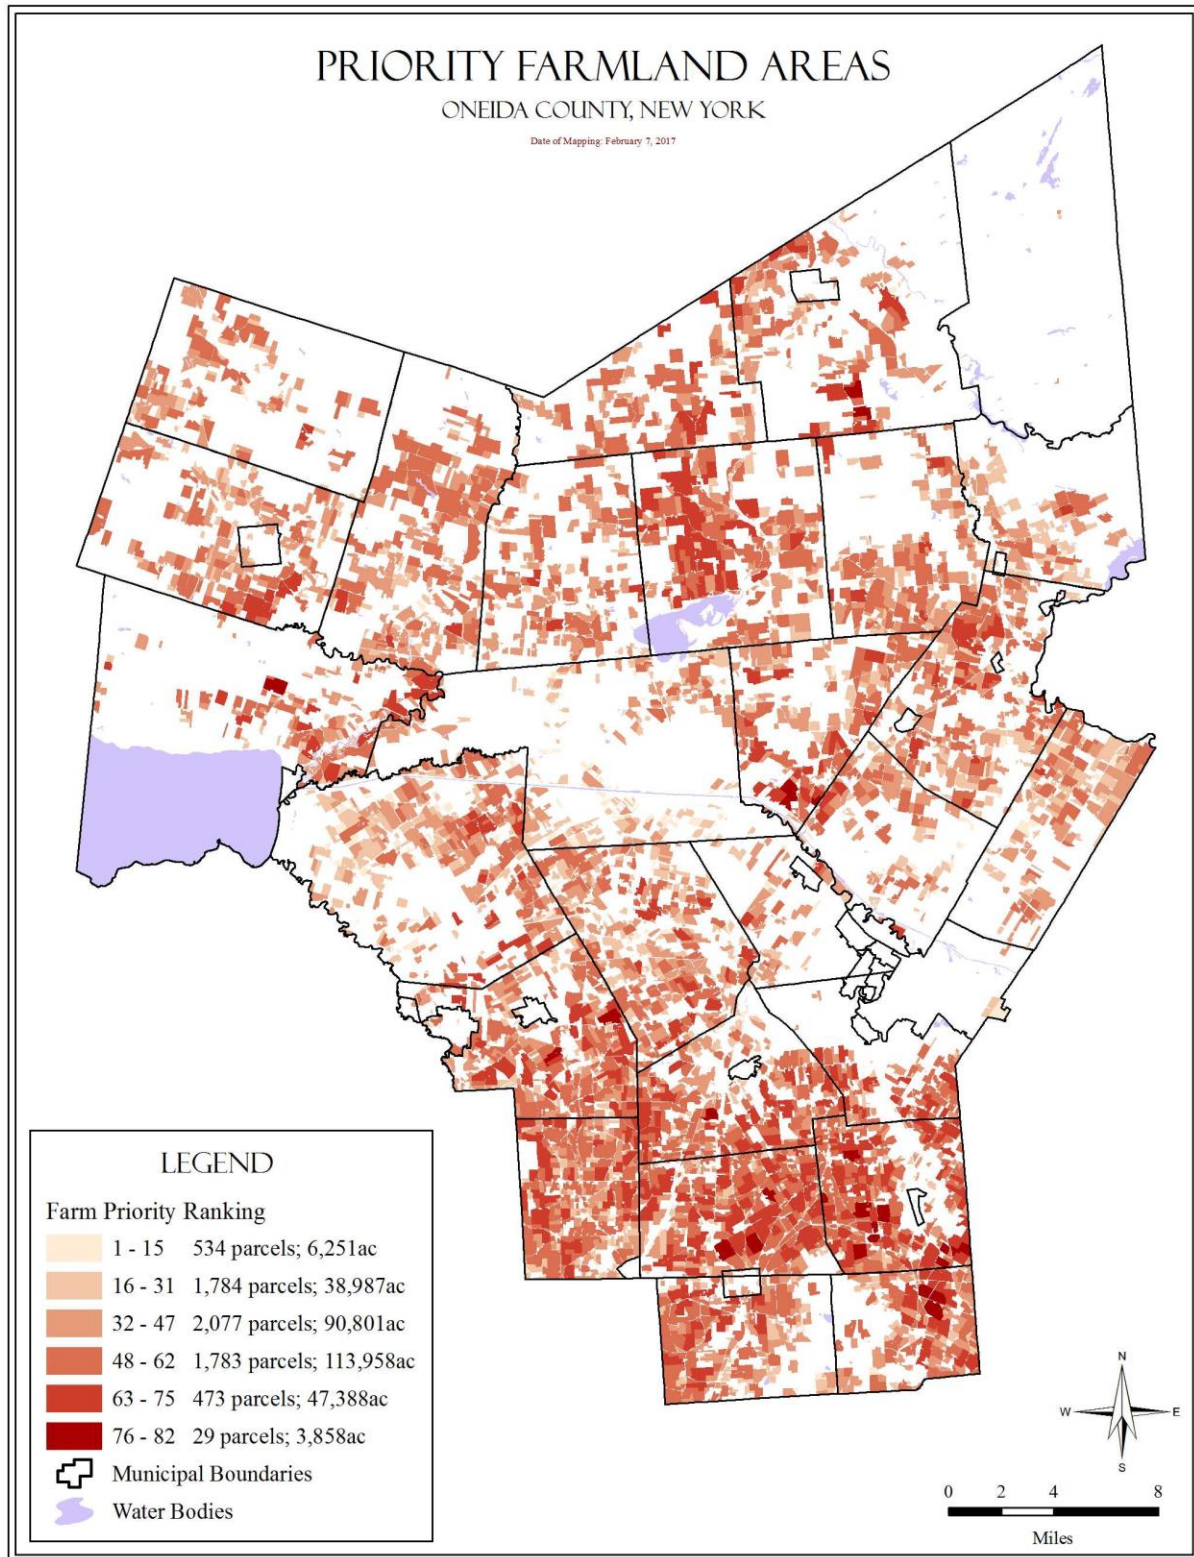 PRIORITY FARMLAND AREAS
ONEIDA COUNTY, NEW YORK
Date of Mapping: February 7, 2017
LEGEND
Farm Priority Ranking
1 - 15 534 parcels; 6,251ac
16 - 31 1,784 parcels; 38,987ac
32 - 47 2,077 parcels; 90,801ac
48 - 62 1,783 parcels; 113,958ac
63 - 75 473 parcels; 47,388ac
76 - 82 29 parcels; 3,858ac
Municipal Boundaries
Water Bodies
N
W E
S
0 2 4 8
Miles